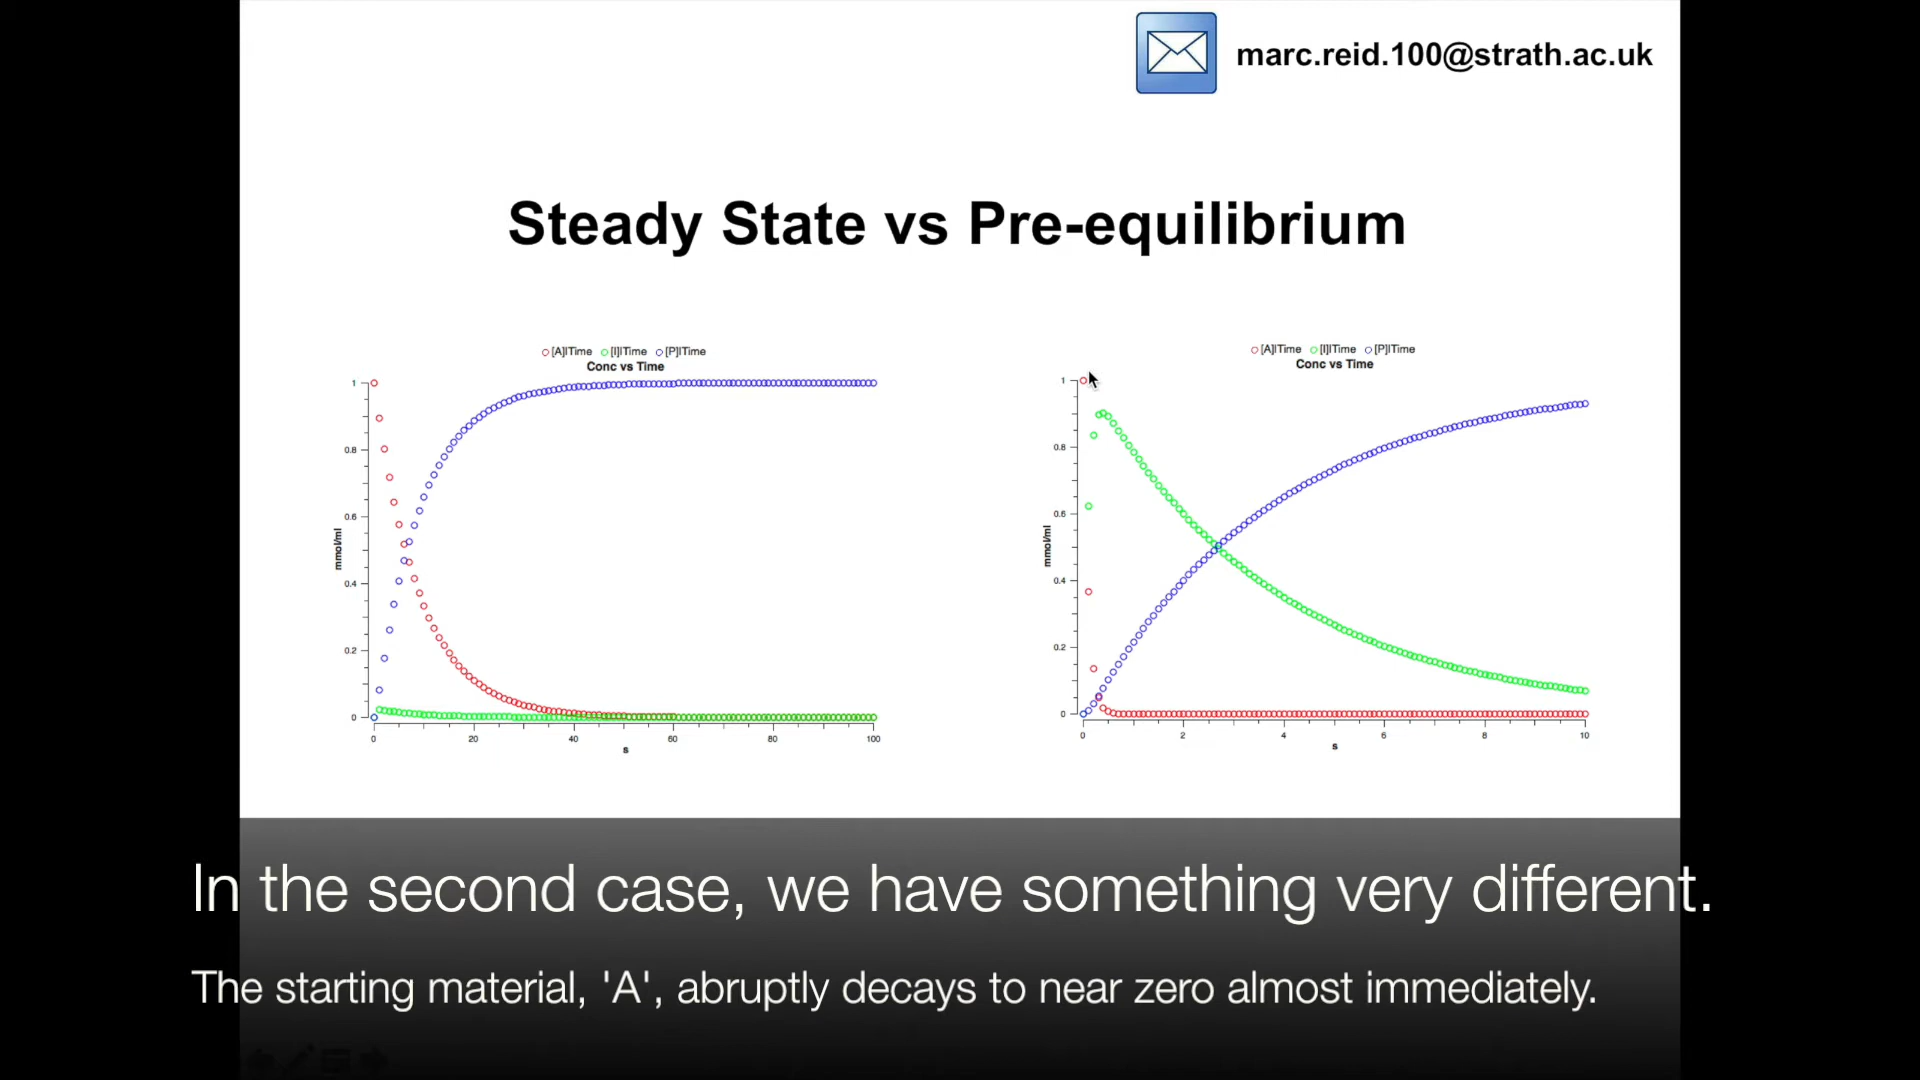 marc.reid.100@strath.ac.uk
Steady State vs Pre-equilibrium
[A]|Time [I]|Time [P]|Time
Conc vs Time
1
0.8
0.6
0.4
0.2
0
mmol/ml
0 20 40 60 80 100
s
[A]|Time [I]|Time [P]|Time
Conc vs Time
1
0.8
0.6
0.4
0.2
0
mmol/ml
0 2 4 6 8 10
s
In the second case, we have something very different.
The starting material, 'A', abruptly decays to near zero almost immediately.